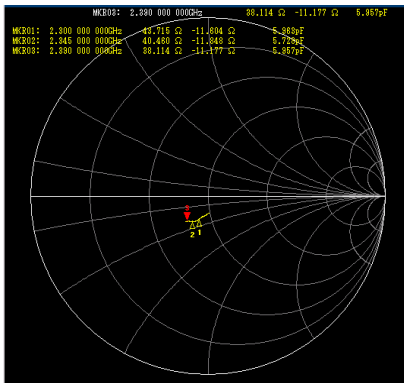 MKR03: 2.390 000 000GHz 38.114 Ω -11.177 Ω 5.957pF
MKR01: 2.300 000 000GHz 43.715 Ω -11.604 Ω 5.963pF
MKR02: 2.345 000 000GHz 40.460 Ω -11.848 Ω 5.728pF
MKR03: 2.390 000 000GHz 38.114 Ω -11.177 Ω 5.957pF
3
2 1